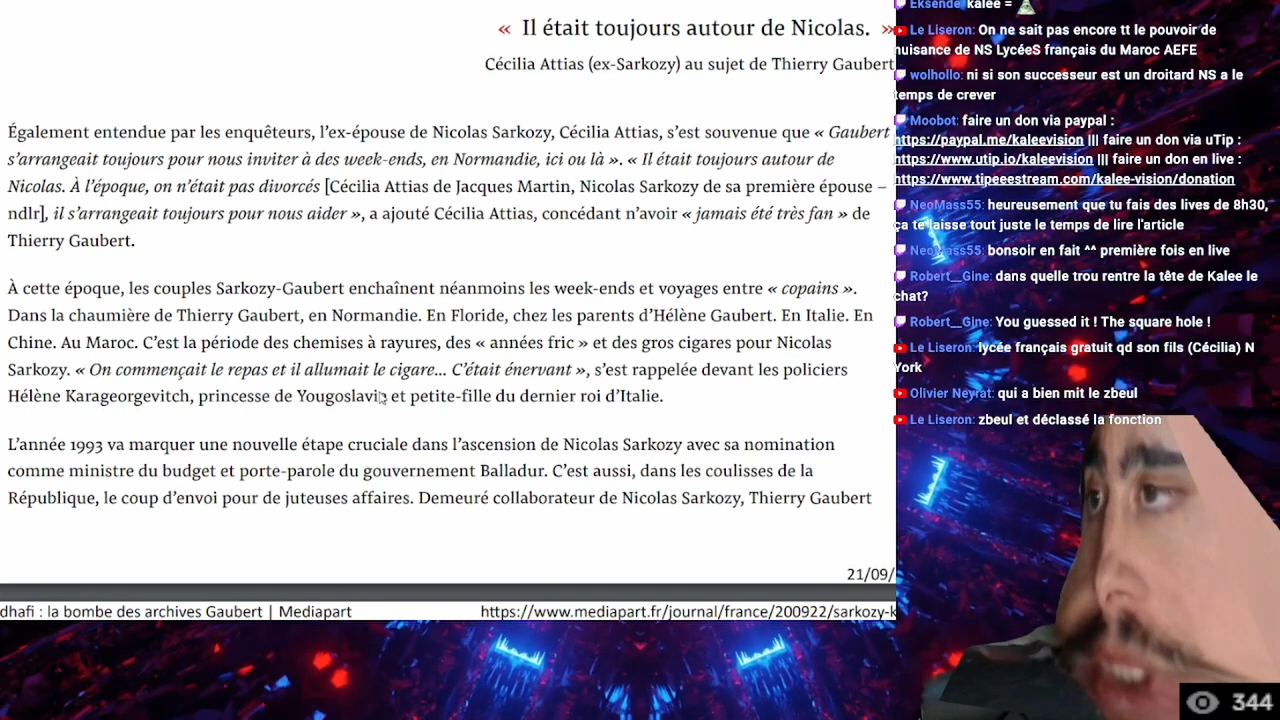 « Il était toujours autour de Nicolas. »
Cécilia Attias (ex-Sarkozy) au sujet de Thierry Gaubert
Également entendue par les enquêteurs, l’ex-épouse de Nicolas Sarkozy, Cécilia Attias, s’est souvenue que « Gaubert
s’arrangeait toujours pour nous inviter à des week-ends, en Normandie, ici ou là ». « Il était toujours autour de
Nicolas. À l’époque, on n’était pas divorcés [Cécilia Attias de Jacques Martin, Nicolas Sarkozy de sa première épouse –
ndlr], il s’arrangeait toujours pour nous aider », a ajouté Cécilia Attias, concédant n’avoir « jamais été très fan » de
Thierry Gaubert.
À cette époque, les couples Sarkozy-Gaubert enchaînent néanmoins les week-ends et voyages entre « copains ».
Dans la chaumière de Thierry Gaubert, en Normandie. En Floride, chez les parents d’Hélène Gaubert. En Italie. En
Chine. Au Maroc. C’est la période des chemises à rayures, des « années fric » et des gros cigares pour Nicolas
Sarkozy. « On commençait le repas et il allumait le cigare... C’était énervant », s’est rappelée devant les policiers
Hélène Karageorgevitch, princesse de Yougoslavie et petite-fille du dernier roi d’Italie.
L’année 1993 va marquer une nouvelle étape cruciale dans l’ascension de Nicolas Sarkozy avec sa nomination
comme ministre du budget et porte-parole du gouvernement Balladur. C’est aussi, dans les coulisses de la
République, le coup d’envoi pour de juteuses affaires. Demeuré collaborateur de Nicolas Sarkozy, Thierry Gaubert
21/09/
dhafi : la bombe des archives Gaubert | Mediapart
https://www.mediapart.fr/journal/france/200922/sarkozy-k
Eksende: kalee =
Le Liseron: On ne sait pas encore tt le pouvoir de
nuisance de NS LycéeS français du Maroc AEFE
wolhollo: ni si son successeur est un droitard NS a le
temps de crever
Moobot: faire un don via paypal :
https://paypal.me/kaleevision ||| faire un don via uTip :
https://www.utip.io/kaleevision ||| faire un don en live :
https://www.tipeeestream.com/kalee-vision/donation
NeoMass55: heureusement que tu fais des lives de 8h30,
ça te laisse tout juste le temps de lire l'article
NeoMass55: bonsoir en fait ^^ première fois en live
Robert__Gine: dans quelle trou rentre la tête de Kalee le
chat?
Robert__Gine: You guessed it ! The square hole !
Le Liseron: lycée français gratuit qd son fils (Cécilia) N
York
Olivier Neyrat: qui a bien mit le zbeul
Le Liseron: zbeul et déclassé la fonction
344